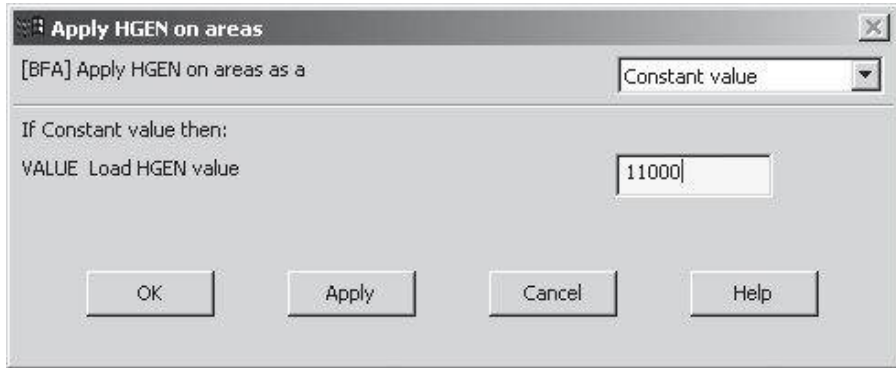 Apply HGEN on areas
[BFA] Apply HGEN on areas as a
Constant value
If Constant value then:
VALUE Load HGEN value
11000
OK
Apply
Cancel
Help